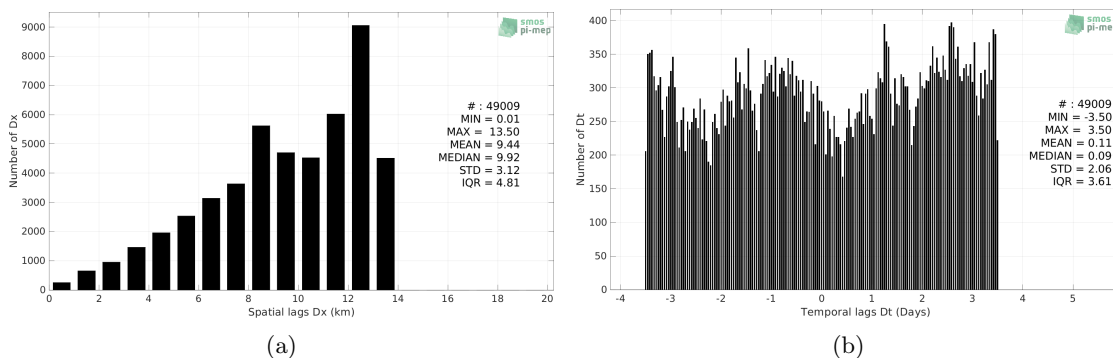 smos
pi-mep
Number of Dx
9000
8000
7000
6000
5000
4000
3000
2000
1000
0
# : 49009
MIN = 0.01
MAX = 13.50
MEAN = 9.44
MEDIAN = 9.92
STD = 3.12
IQR = 4.81
0 2 4 6 8 10 12 14 16 18 20
Spatial lags Dx (km)
(a)
smos
pi-mep
Number of Dt
400
350
300
250
200
150
100
50
0
# : 49009
MIN = -3.50
MAX = 3.50
MEAN = 0.11
MEDIAN = 0.09
STD = 2.06
IQR = 3.61
-4 -3 -2 -1 0 1 2 3 4 5
Temporal lags Dt (Days)
(b)